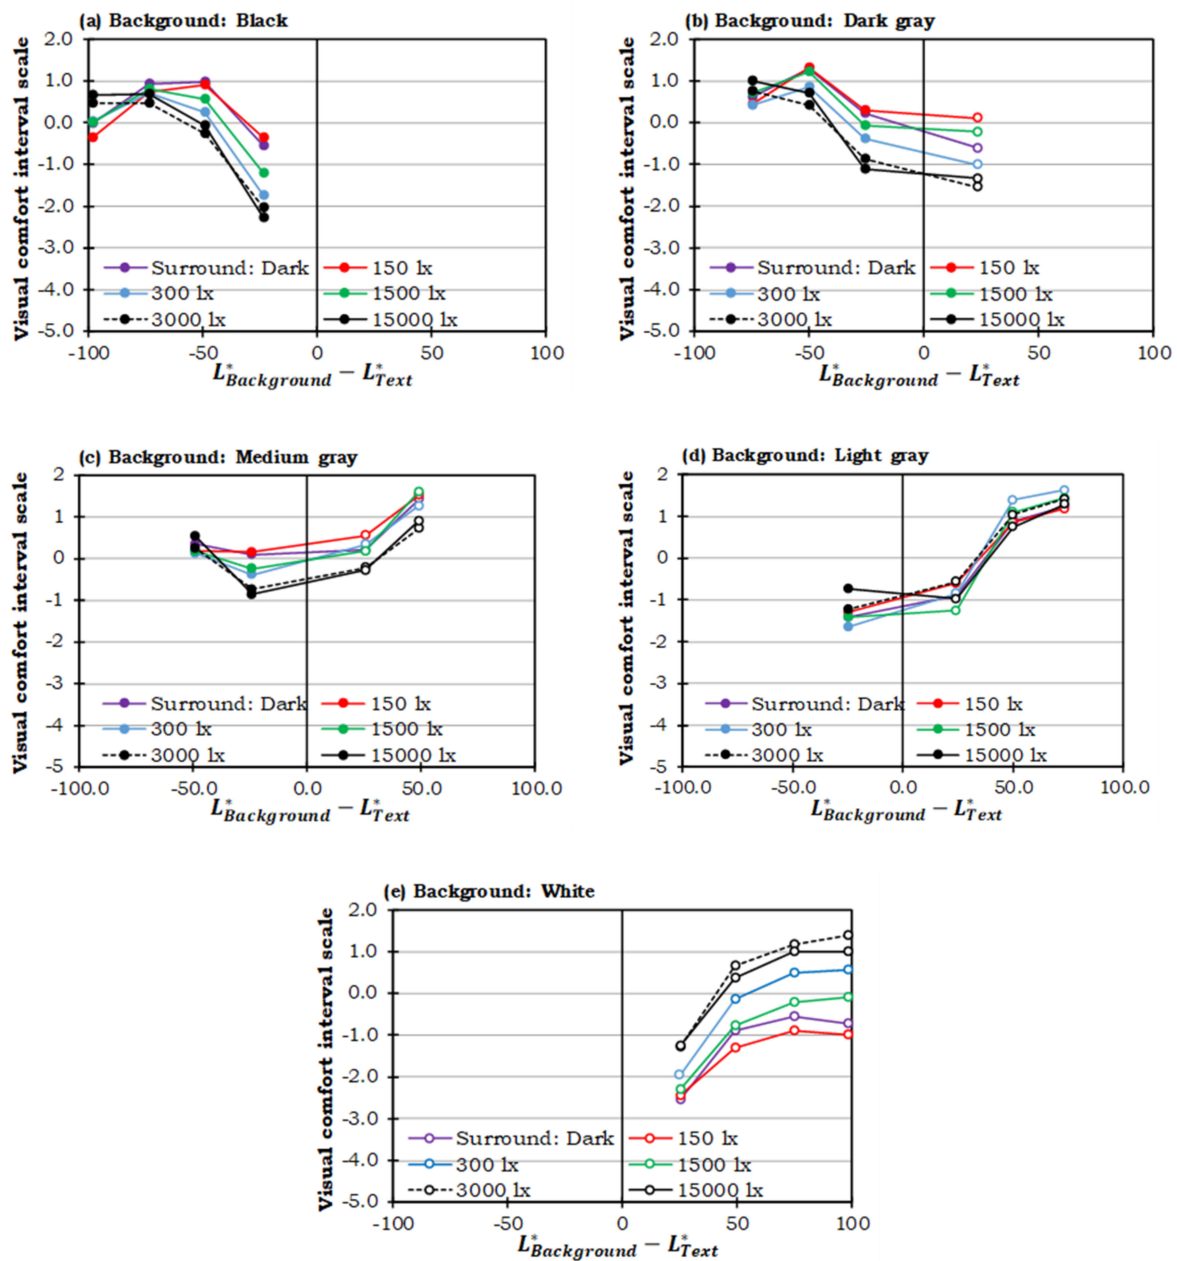 (a) Background: Black
Visual comfort interval scale
2.0
1.0
0.0
-1.0
-2.0
-3.0
-4.0
-5.0
Surround: Dark 150 lx
300 lx 1500 lx
3000 lx 15000 lx
-100 -50 0 50 100
L*Background − L*Text
(b) Background: Dark gray
Visual comfort interval scale
2.0
1.0
0.0
-1.0
-2.0
-3.0
-4.0
-5.0
Surround: Dark 150 lx
300 lx 1500 lx
3000 lx 15000 lx
-100 -50 0 50 100
L*Background − L*Text
(c) Background: Medium gray
Visual comfort interval scale
2
1
0
-1
-2
-3
-4
-5
Surround: Dark 150 lx
300 lx 1500 lx
3000 lx 15000 lx
-100.0 -50.0 0.0 50.0 100.0
L*Background − L*Text
(d) Background: Light gray
Visual comfort interval scale
2
1
0
-1
-2
-3
-4
-5
Surround: Dark 150 lx
300 lx 1500 lx
3000 lx 15000 lx
-100.0 -50.0 0.0 50.0 100.0
L*Background − L*Text
(e) Background: White
Visual comfort interval scale
2.0
1.0
0.0
-1.0
-2.0
-3.0
-4.0
-5.0
Surround: Dark 150 lx
300 lx 1500 lx
3000 lx 15000 lx
-100 -50 0 50 100
L*Background − L*Text